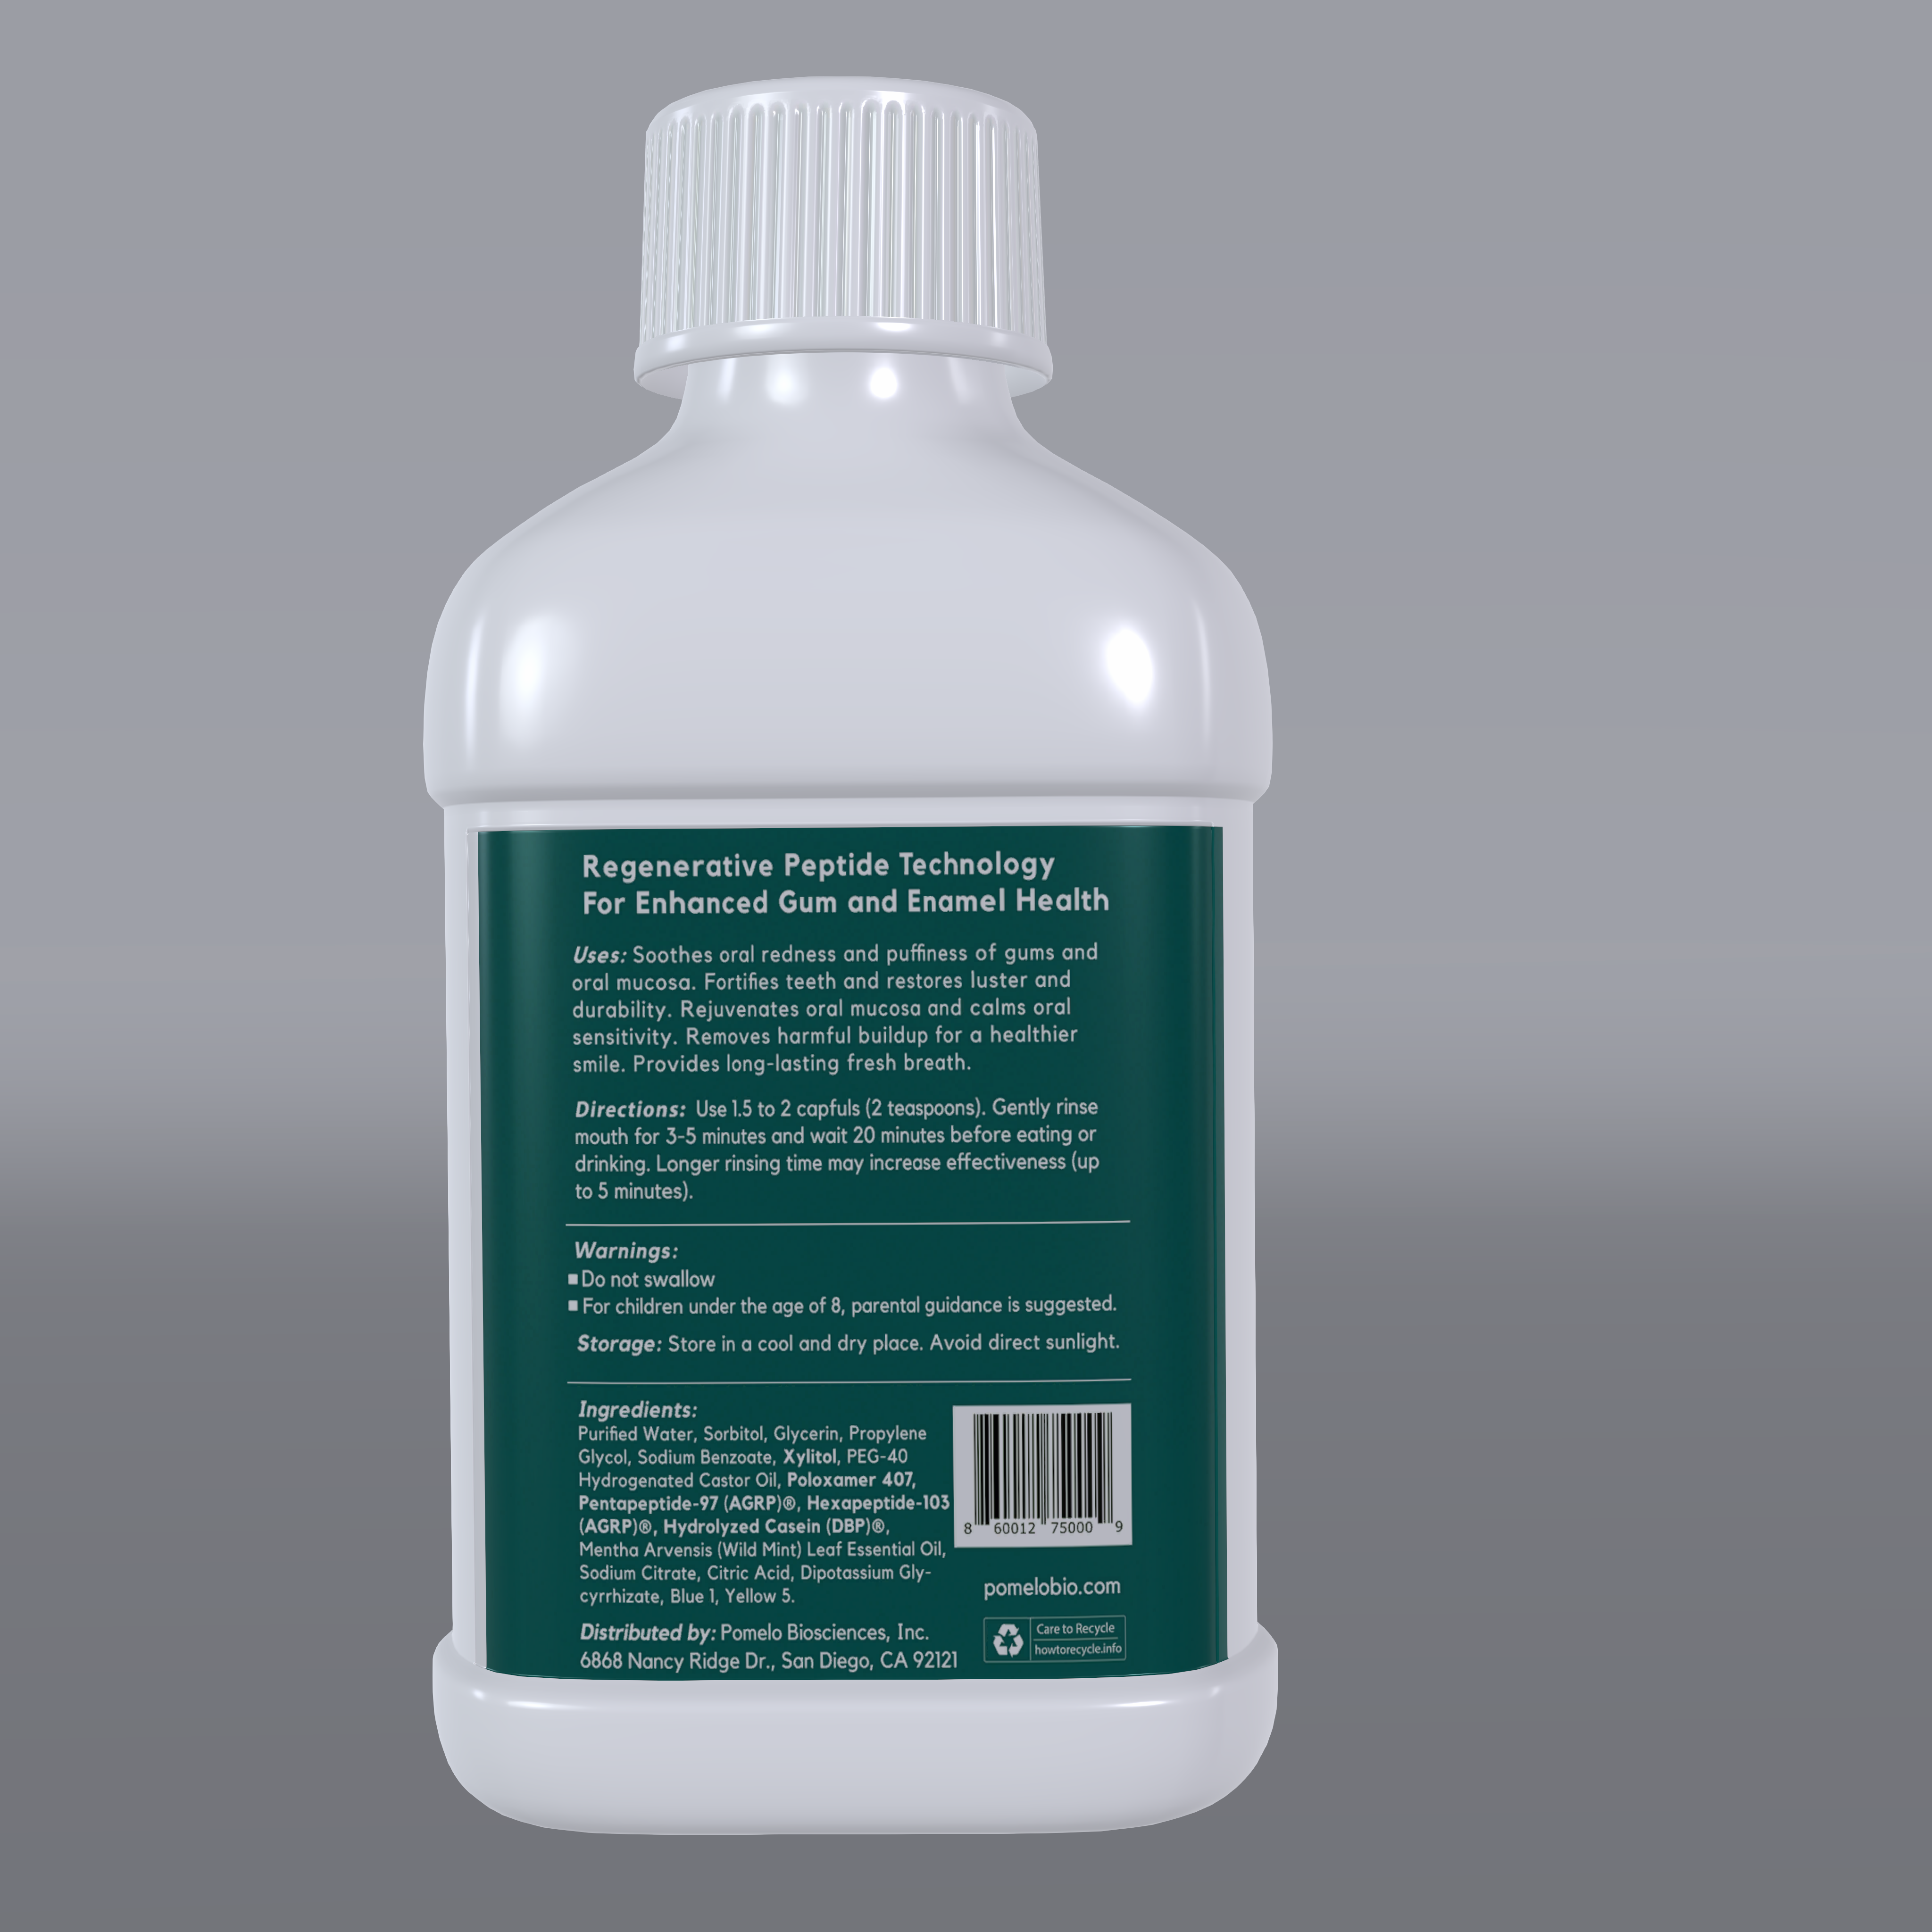 Regenerative Peptide Technology
For Enhanced Gum and Enamel Health
Uses: Soothes oral redness and puffiness of gums and
oral mucosa. Fortifies teeth and restores luster and
durability. Rejuvenates oral mucosa and calms oral
sensitivity. Removes harmful buildup for a healthier
smile. Provides long-lasting fresh breath.
Directions: Use 1.5 to 2 capfuls (2 teaspoons). Gently rinse
mouth for 3-5 minutes and wait 20 minutes before eating or
drinking. Longer rinsing time may increase effectiveness (up
to 5 minutes).
Warnings:
■ Do not swallow
■ For children under the age of 8, parental guidance is suggested.
Storage: Store in a cool and dry place. Avoid direct sunlight.
Ingredients:
Purified Water, Sorbitol, Glycerin, Propylene
Glycol, Sodium Benzoate, Xylitol, PEG-40
Hydrogenated Castor Oil, Poloxamer 407,
Pentapeptide-97 (AGRP)®, Hexapeptide-103
(AGRP)®, Hydrolyzed Casein (DBP)®,
Mentha Arvensis (Wild Mint) Leaf Essential Oil,
Sodium Citrate, Citric Acid, Dipotassium Gly-
cyrrhizate, Blue 1, Yellow 5.
Distributed by: Pomelo Biosciences, Inc.
6868 Nancy Ridge Dr., San Diego, CA 92121
8 60012 75000 9
pomelobio.com
Care to Recycle
howtorecycle.info